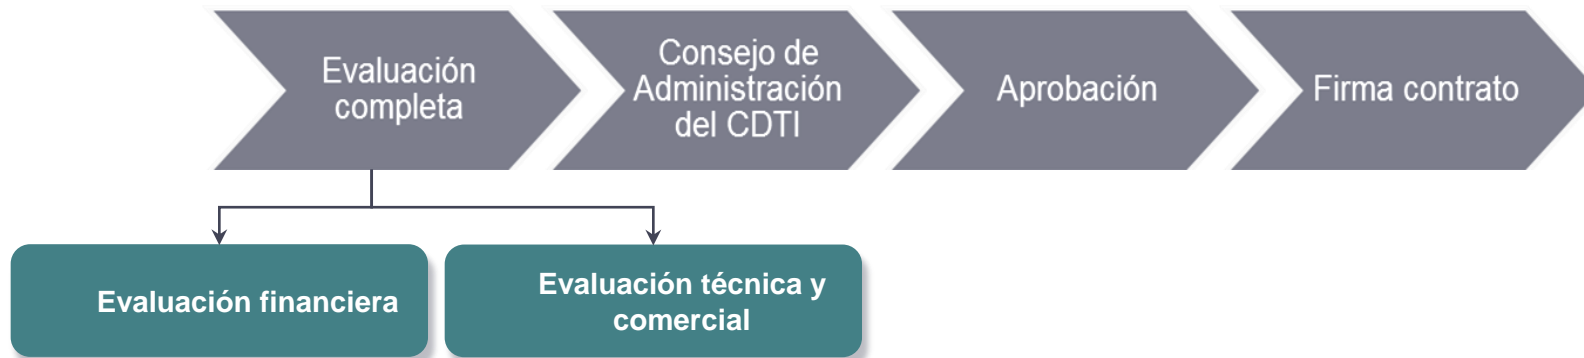 Evaluación
completa
Consejo de
Administración
del CDTI
Aprobación
Firma contrato
Evaluación financiera
Evaluación técnica y
comercial